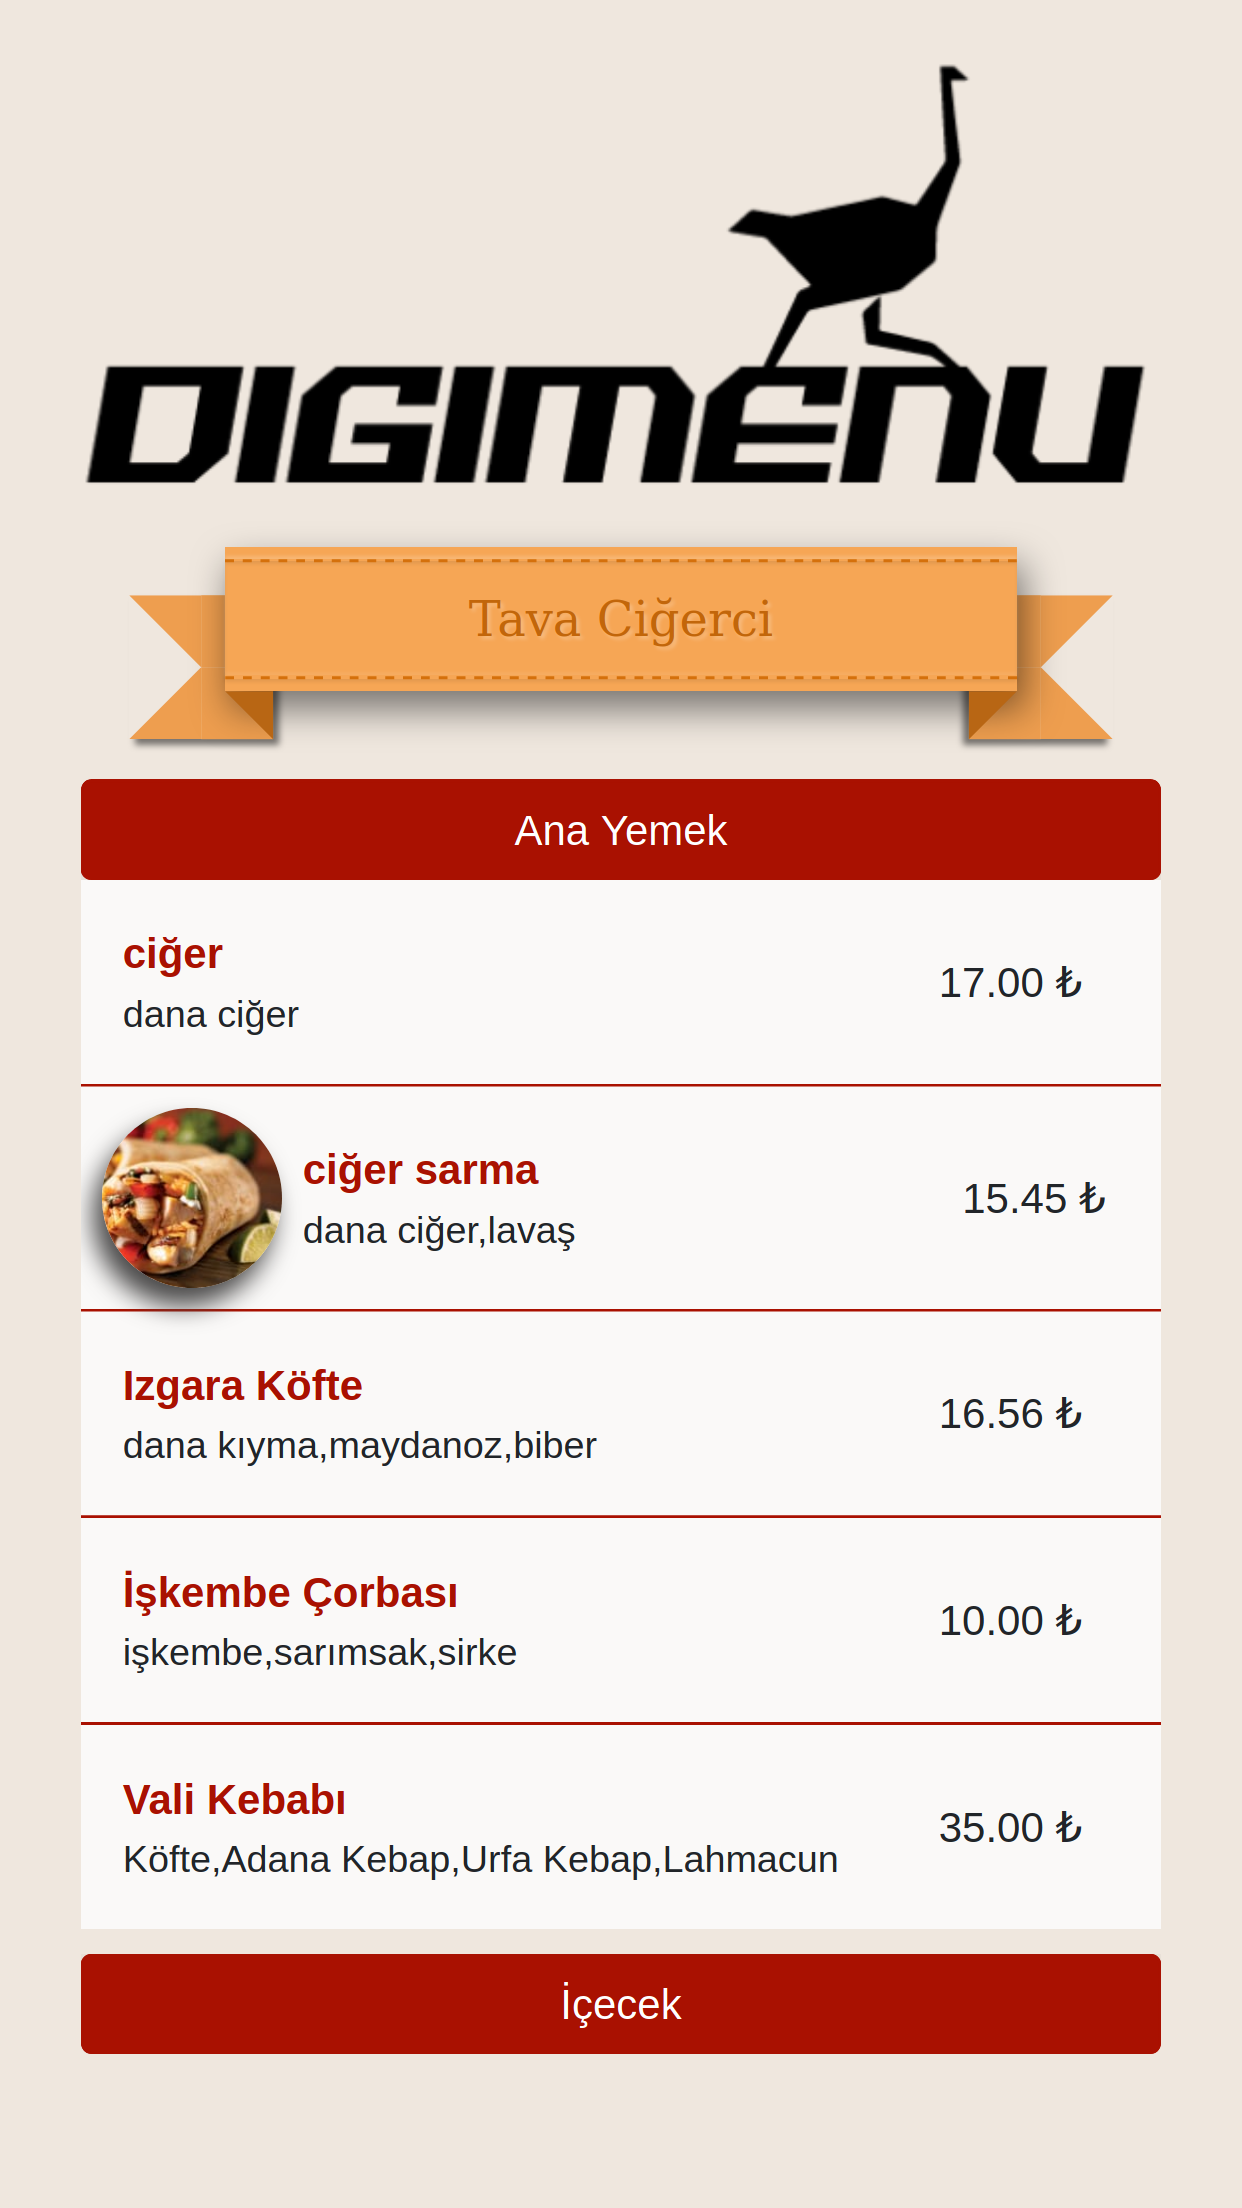 DIGIMENU
Tava Ciğerci
Ana Yemek
ciğer
dana ciğer
17.00 ₺
ciğer sarma
dana ciğer,lavaş
15.45 ₺
Izgara Köfte
dana kıyma,maydanoz,biber
16.56 ₺
İşkembe Çorbası
işkembe,sarımsak,sirke
10.00 ₺
Vali Kebabı
Köfte,Adana Kebap,Urfa Kebap,Lahmacun
35.00 ₺
İçecek